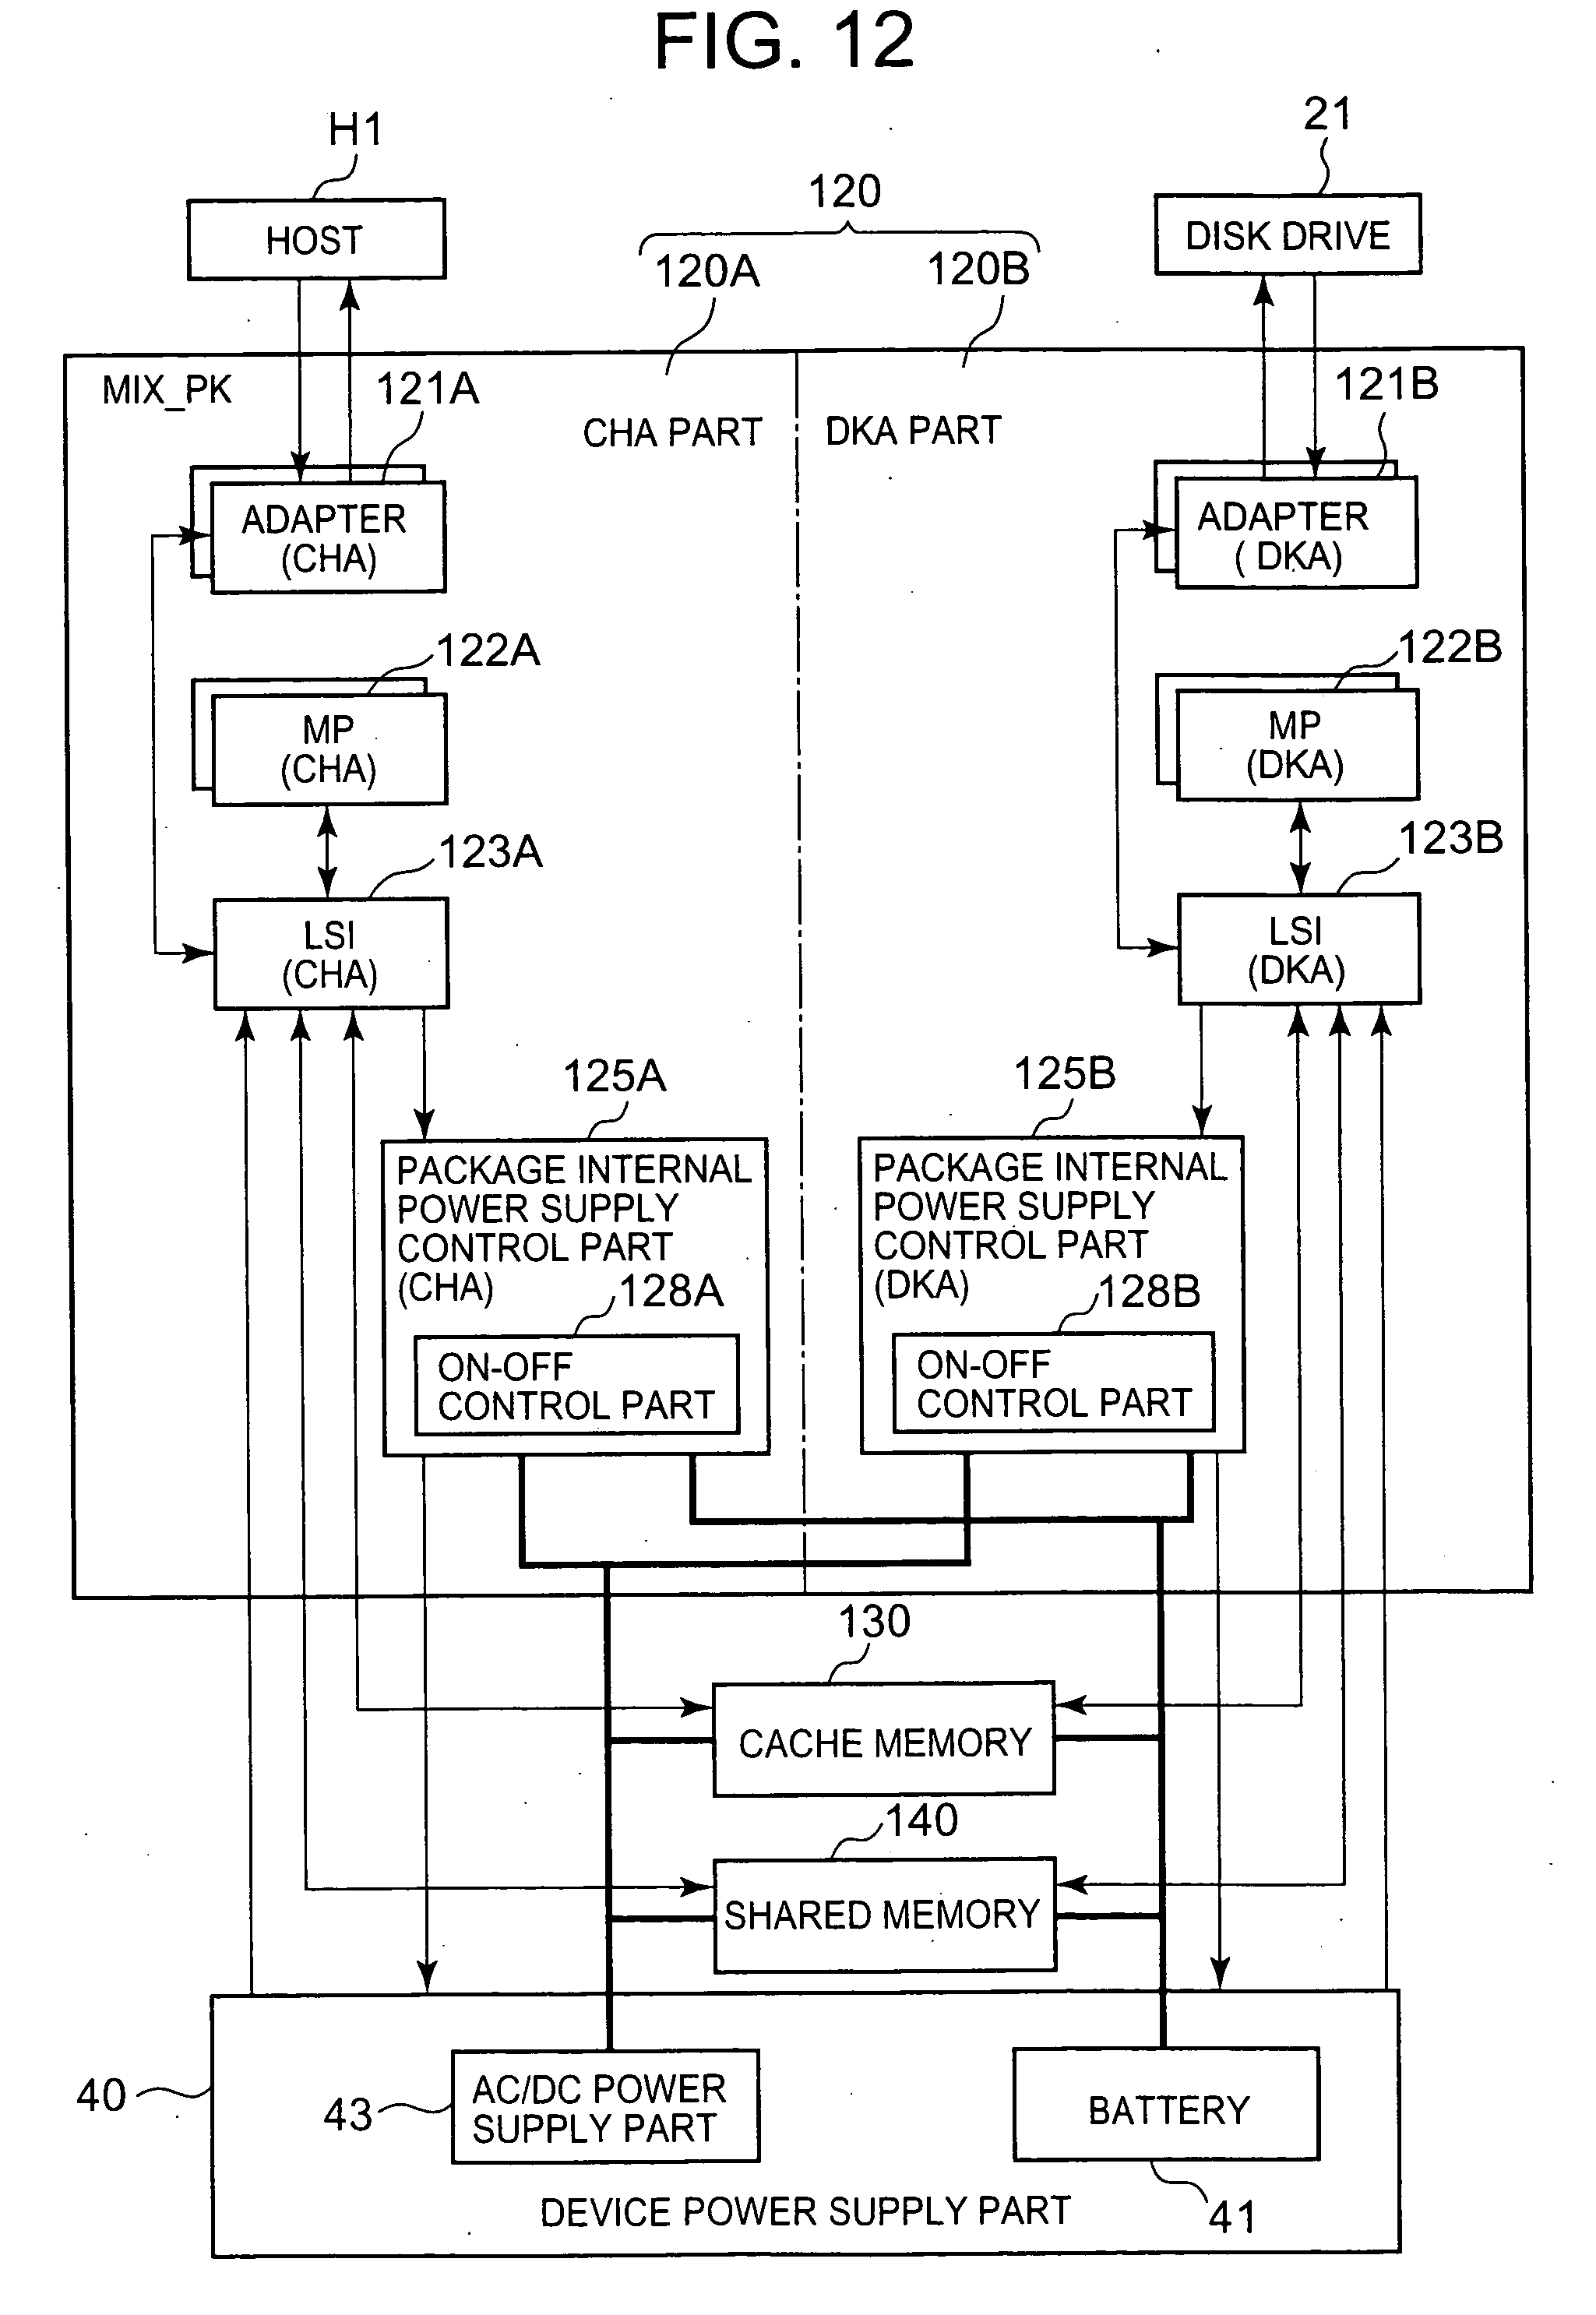 FIG. 12
H1
21
HOST
120
DISK DRIVE
120A
120B
MIX_PK
121A
CHA PART
DKA PART
121B
ADAPTER
(CHA)
ADAPTER
( DKA)
122A
122B
MP
(CHA)
MP
(DKA)
123A
123B
LSI
(CHA)
LSI
(DKA)
125A
125B
PACKAGE INTERNAL
POWER SUPPLY
CONTROL PART
(CHA)
128A
ON-OFF
CONTROL PART
PACKAGE INTERNAL
POWER SUPPLY
CONTROL PART
(DKA)
128B
ON-OFF
CONTROL PART
130
CACHE MEMORY
140
SHARED MEMORY
40
43
AC/DC POWER
SUPPLY PART
BATTERY
41
DEVICE POWER SUPPLY PART